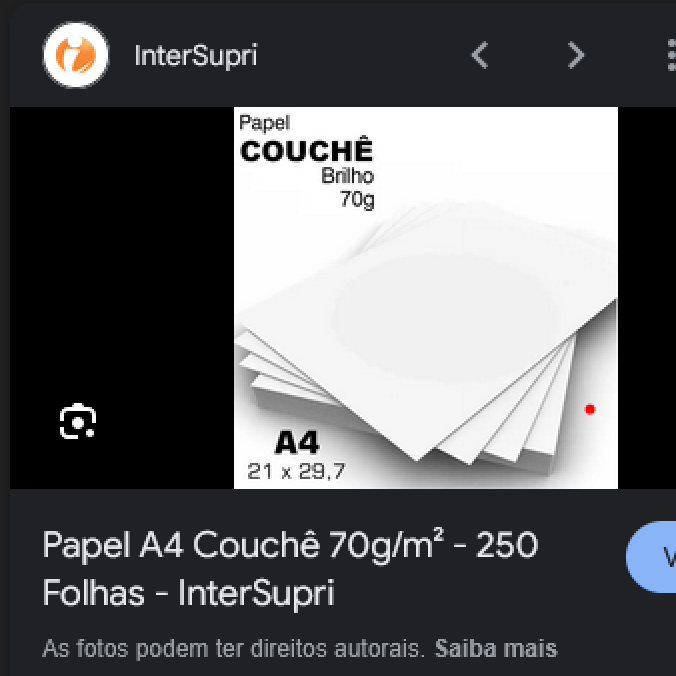 InterSupri
Papel
COUCHÊ
Brilho
70g
A4
21 x 29,7
Papel A4 Couchê 70g/m² - 250
Folhas - InterSupri
As fotos podem ter direitos autorais. Saiba mais